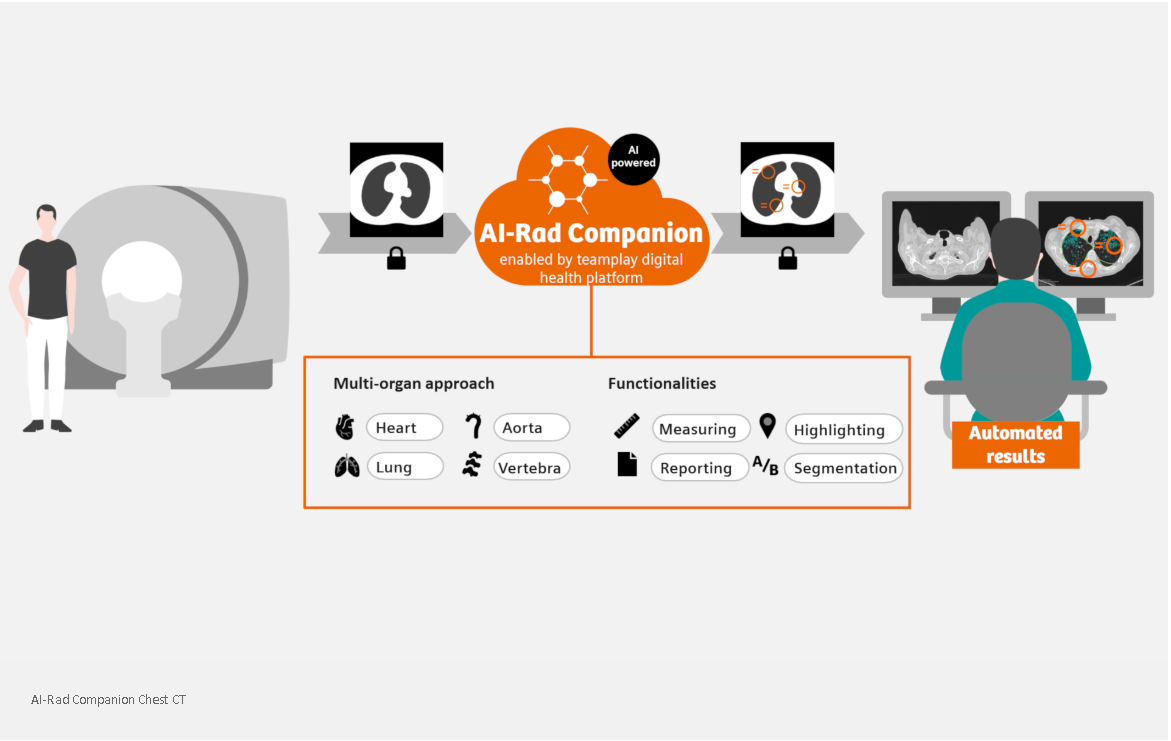 AI
powered
AI-Rad Companion
enabled by teamplay digital
health platform
Multi-organ approach
Heart
Aorta
Lung
Vertebra
Functionalities
Measuring
Highlighting
Reporting
A/B
Segmentation
Automated
results
AI-Rad Companion Chest CT